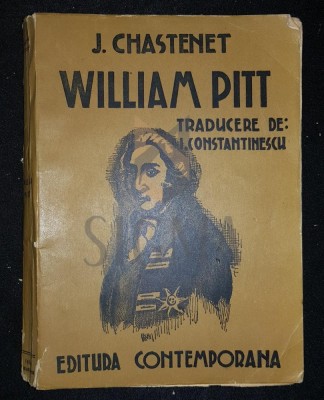 J. CHASTENET
WILLIAM PITT
TRADUCERE DE:
I. CONSTANTINESCU
EDITURA CONTEMPORANA